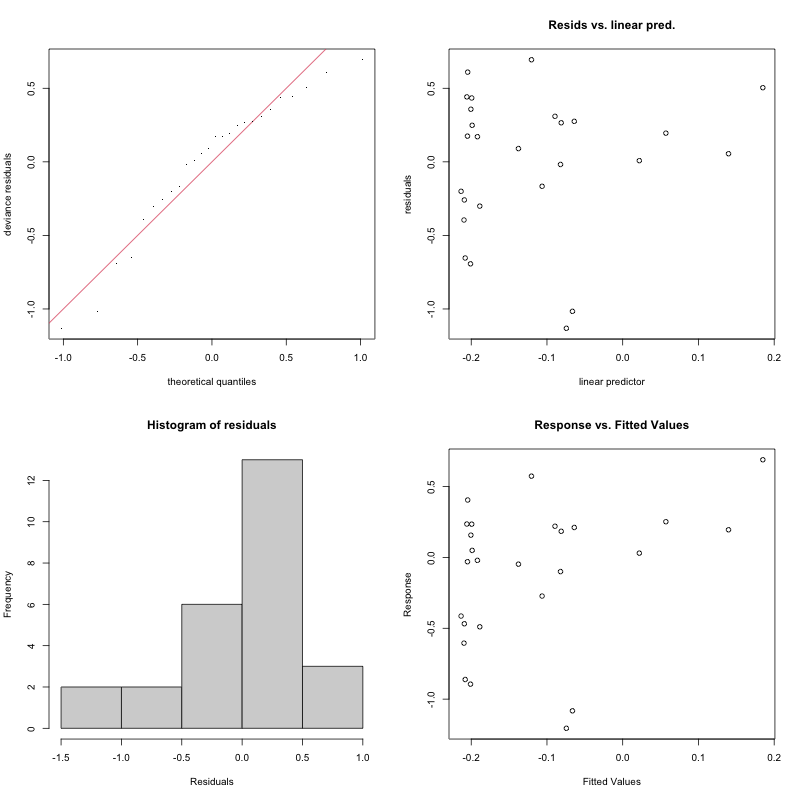 deviance residuals
0.5
0.0
-0.5
-1.0
-1.0 -0.5 0.0 0.5 1.0
theoretical quantiles
Resids vs. linear pred.
residuals
0.5
0.0
-0.5
-1.0
-0.2 -0.1 0.0 0.1 0.2
linear predictor
Histogram of residuals
Frequency
12
10
8
6
4
2
0
-1.5 -1.0 -0.5 0.0 0.5 1.0
Residuals
Response vs. Fitted Values
Response
0.5
0.0
-0.5
-1.0
-0.2 -0.1 0.0 0.1 0.2
Fitted Values